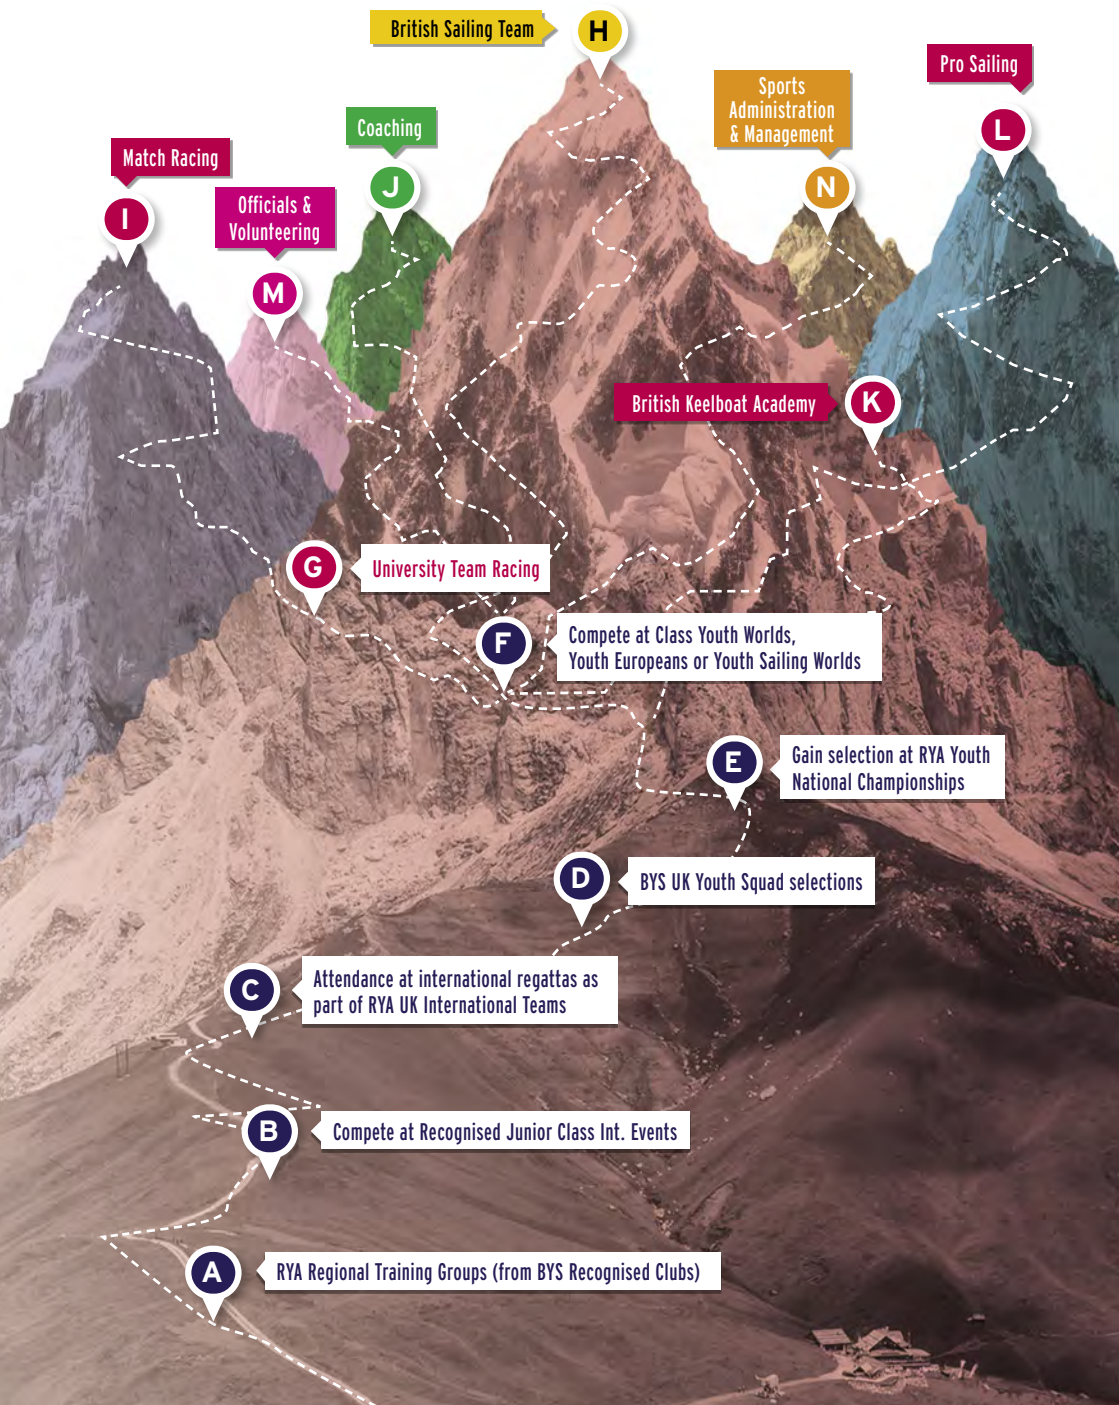 British Sailing Team
H
Pro Sailing
L
Sports
Administration
& Management
N
Coaching
J
Match Racing
I
Officials &
Volunteering
M
British Keelboat Academy
K
G
University Team Racing
F
Compete at Class Youth Worlds,
Youth Europeans or Youth Sailing Worlds
E
Gain selection at RYA Youth
National Championships
D
BYS UK Youth Squad selections
C
Attendance at international regattas as
part of RYA UK International Teams
B
Compete at Recognised Junior Class Int. Events
A
RYA Regional Training Groups (from BYS Recognised Clubs)